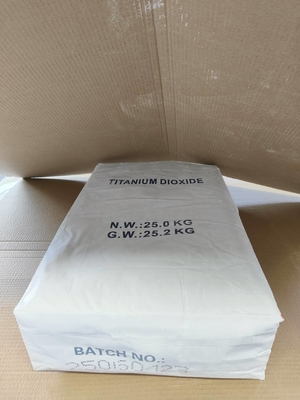 TITANIUM DIOXIDE
N.W.:25.0 KG
G.W.:25.2 KG
BATCH NO.: